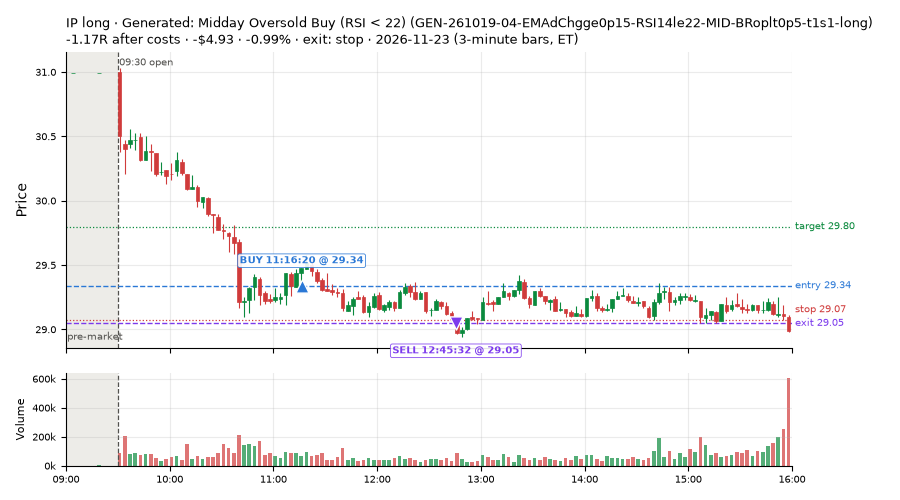 IP long · Generated: Midday Oversold Buy (RSI < 22) (GEN-261019-04-EMAdChgge0p15-RSI14le22-MID-BRoplt0p5-t1s1-long)
-1.17R after costs · -$4.93 · -0.99% · exit: stop · 2026-11-23 (3-minute bars, ET)
09:30 open
31.0
30.5
30.0
29.5
29.0
Price
target 29.80
BUY 11:16:20 @ 29.34
entry 29.34
stop 29.07
exit 29.05
pre-market
SELL 12:45:32 @ 29.05
600k
400k
200k
0k
Volume
09:00
10:00
11:00
12:00
13:00
14:00
15:00
16:00